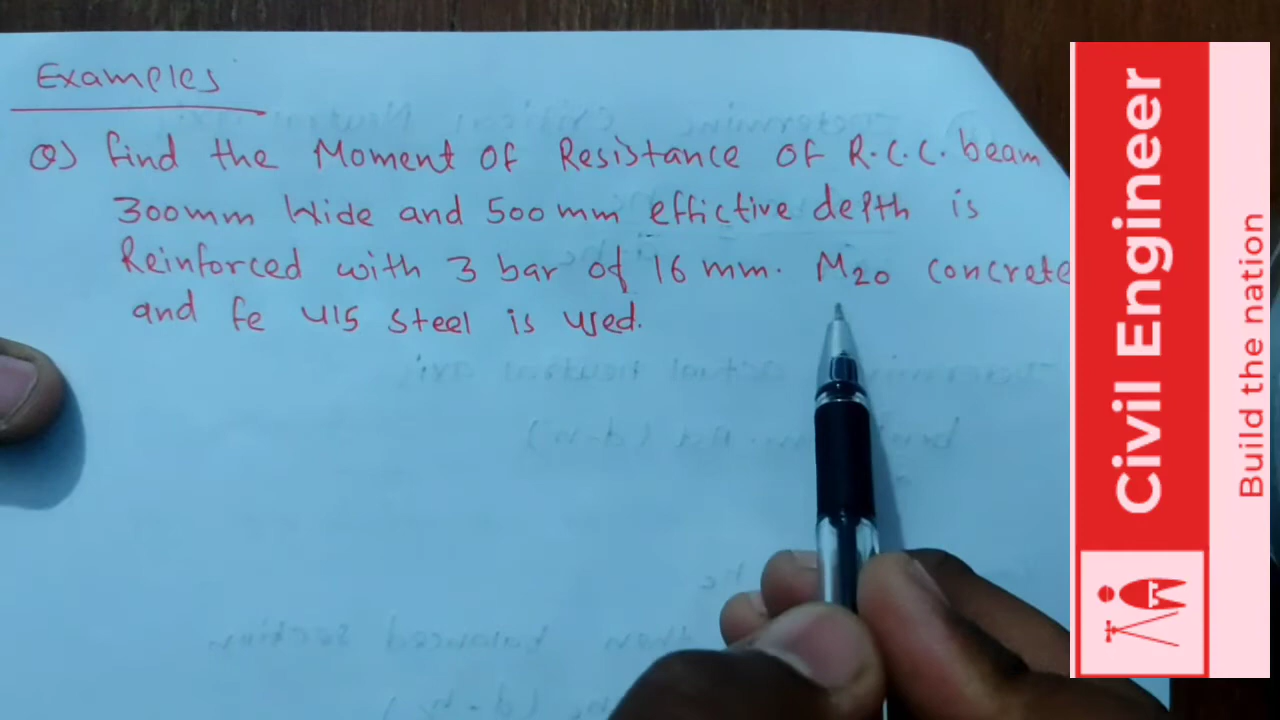 Examples
Q) find the Moment of Resistance of R.C.C. beam
300mm Wide and 500mm effictive depth is
Reinforced with 3 bar of 16 mm. M20 concrete
and fe 415 Steel is used.
Civil Engineer
Build the nation